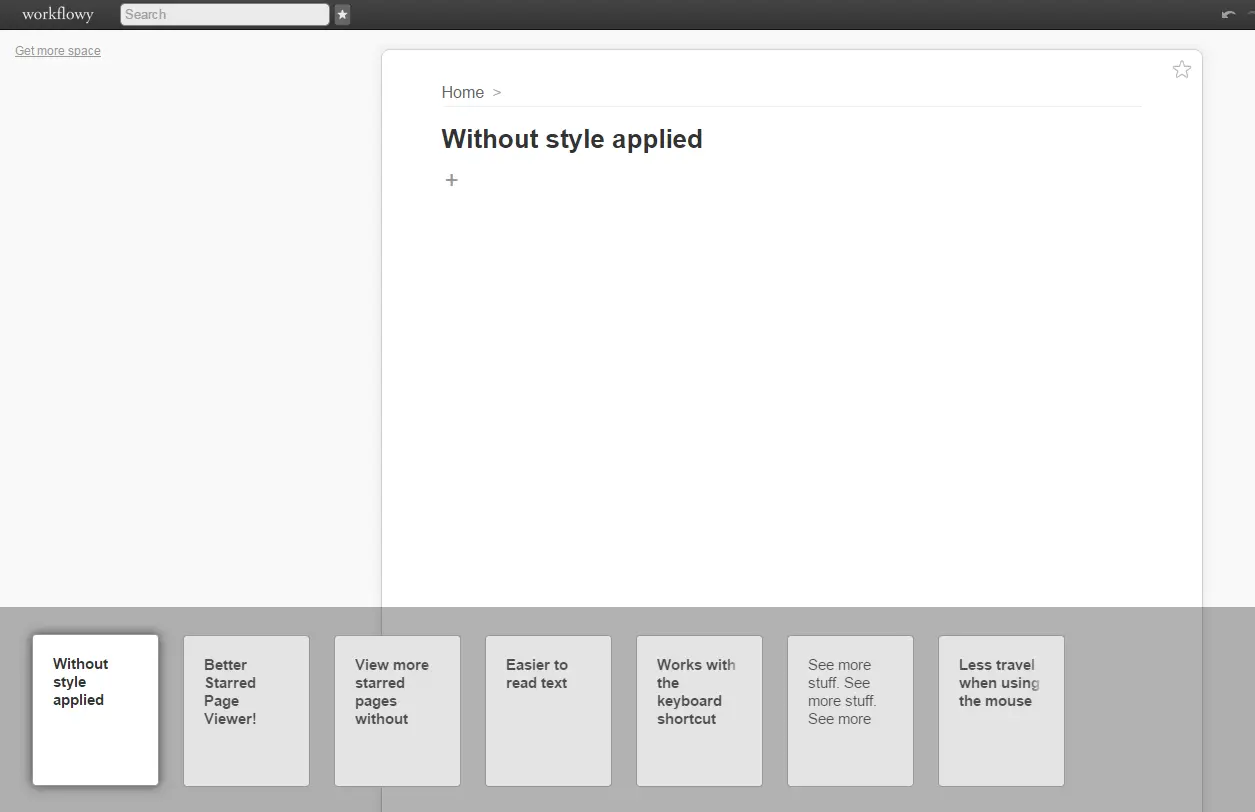 workflowy Search
Get more space
Home >
Without style applied
+
Without
style
applied
Better
Starred
Page
Viewer!
View more
starred
pages
without
Easier to
read text
Works with
the
keyboard
shortcut
See more
stuff. See
more stuff.
See more
Less travel
when using
the mouse